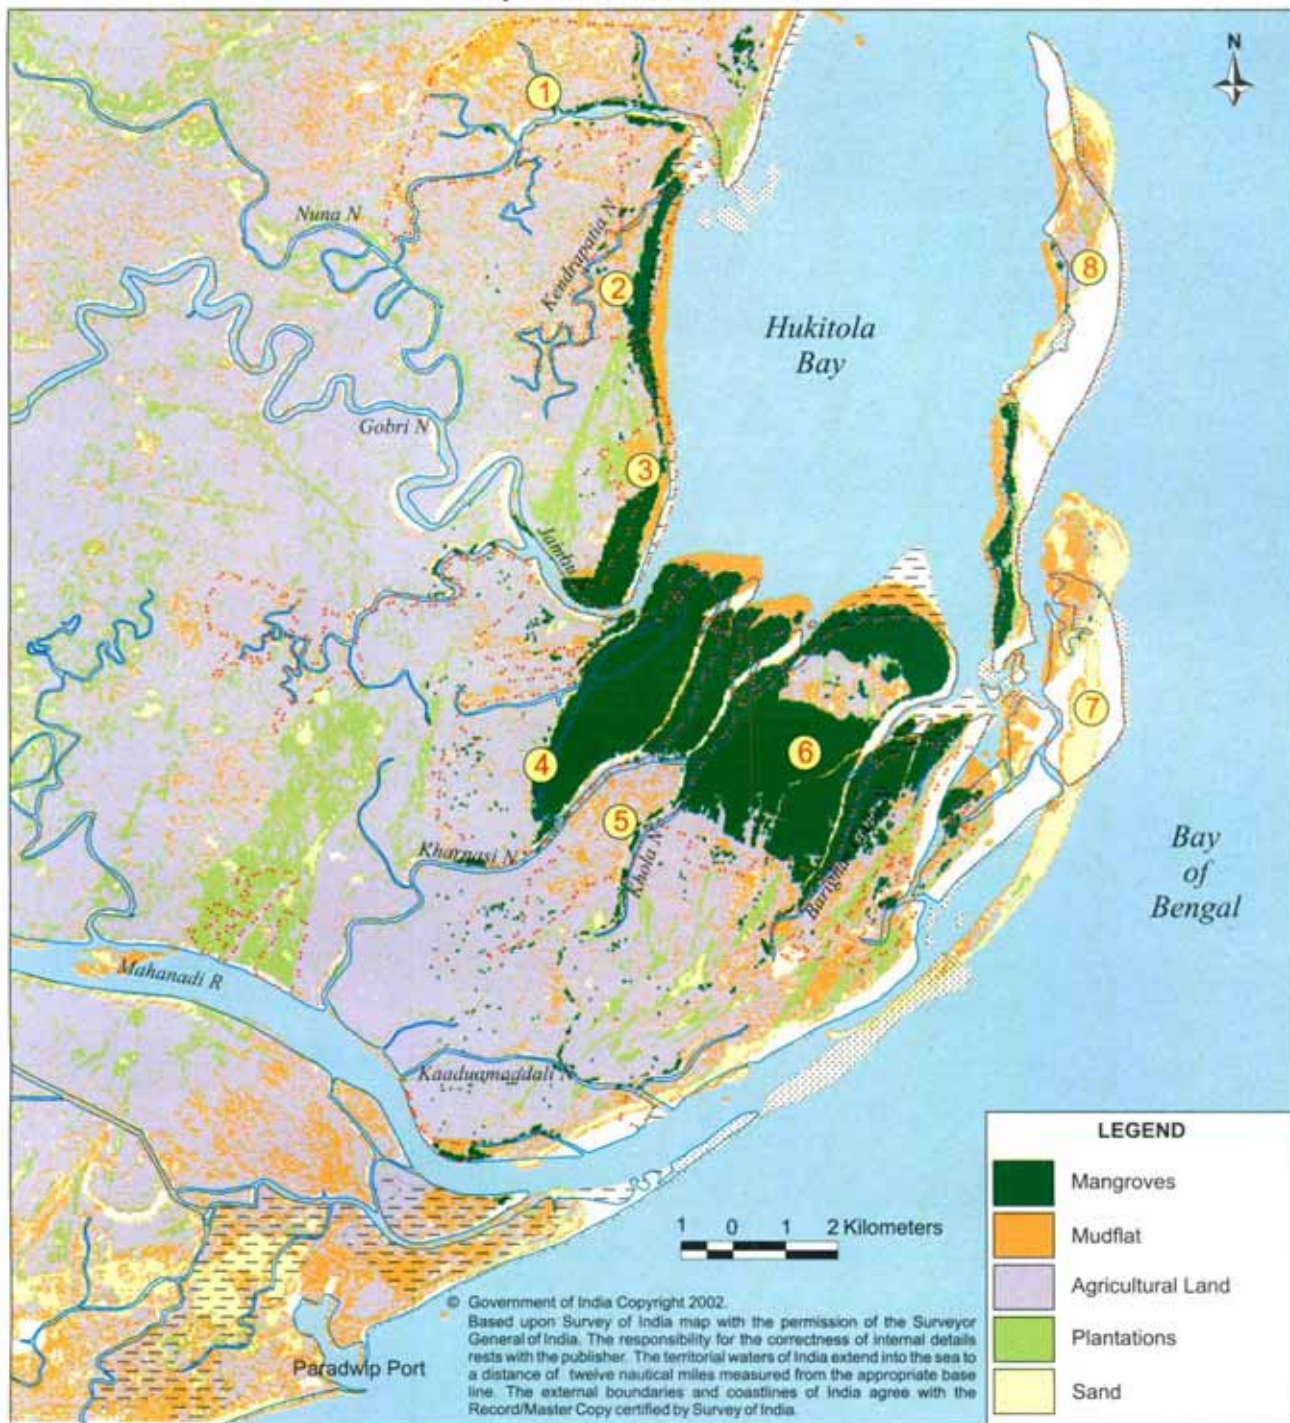 N
1
Nuna N
Kendrapatia N
2
8
Hukitola
Bay
Gobri N
3
Jambu
4
6
7
5
Kharnasi N
Khola N
Bay
of
Bengal
Mahanadi R
Kaaduamaddali N
1 0 1 2 Kilometers
Paradwip Port
© Government of India Copyright 2002.
Based upon Survey of India map with the permission of the Surveyor
General of India. The responsibility for the correctness of internal details
rests with the publisher. The territorial waters of India extend into the sea to
a distance of twelve nautical miles measured from the appropriate base
line. The external boundaries and coastlines of India agree with the
Record/Master Copy certified by Survey of India.
LEGEND
Mangroves
Mudflat
Agricultural Land
Plantations
Sand